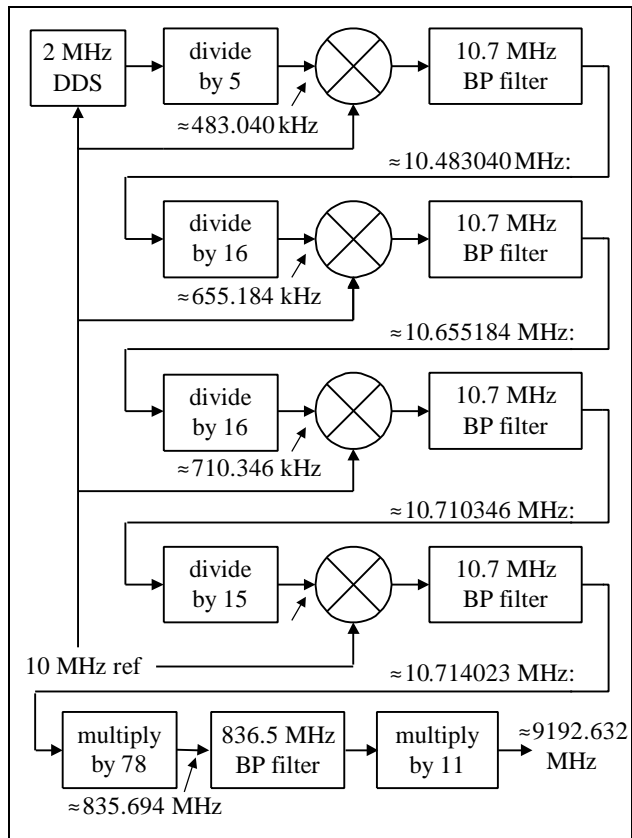 2 MHz
DDS
divide
by 5
10.7 MHz
BP filter
≈483.040 kHz
≈10.483040 MHz:
divide
by 16
10.7 MHz
BP filter
≈655.184 kHz
≈10.655184 MHz:
divide
by 16
10.7 MHz
BP filter
≈710.346 kHz
≈10.710346 MHz:
divide
by 15
10.7 MHz
BP filter
10 MHz ref
≈10.714023 MHz:
multiply
by 78
836.5 MHz
BP filter
multiply
by 11
≈9192.632
MHz
≈835.694 MHz